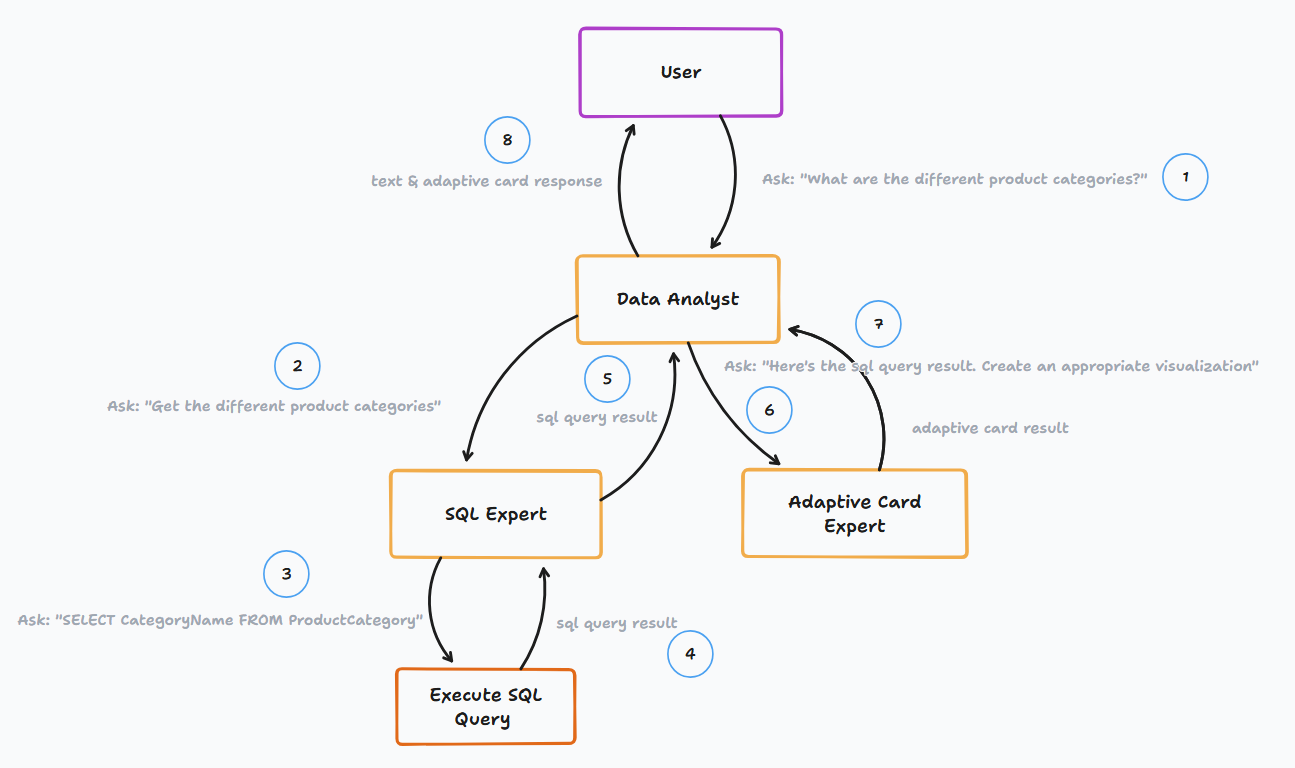 User
8
text & adaptive card response
Ask: "What are the different product categories?"
1
Data Analyst
7
2
5
Ask: "Here's the sql query result. Create an appropriate visualization"
Ask: "Get the different product categories"
sql query result
6
adaptive card result
SQL Expert
Adaptive Card
Expert
3
Ask: "SELECT CategoryName FROM ProductCategory"
sql query result
4
Execute SQL
Query